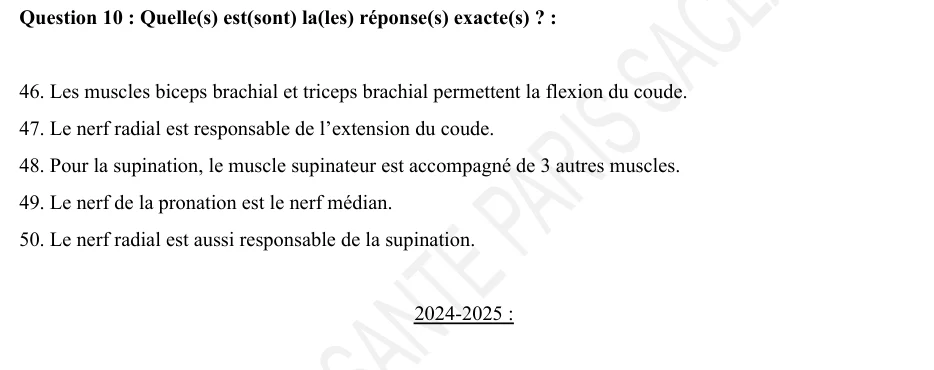 Question 10 : Quelle(s) est(sont) la(les) réponse(s) exacte(s) ? :
46. Les muscles biceps brachial et triceps brachial permettent la flexion du coude.
47. Le nerf radial est responsable de l’extension du coude.
48. Pour la supination, le muscle supinateur est accompagné de 3 autres muscles.
49. Le nerf de la pronation est le nerf médian.
50. Le nerf radial est aussi responsable de la supination.
2024-2025 :
SANTE PARIS SACL